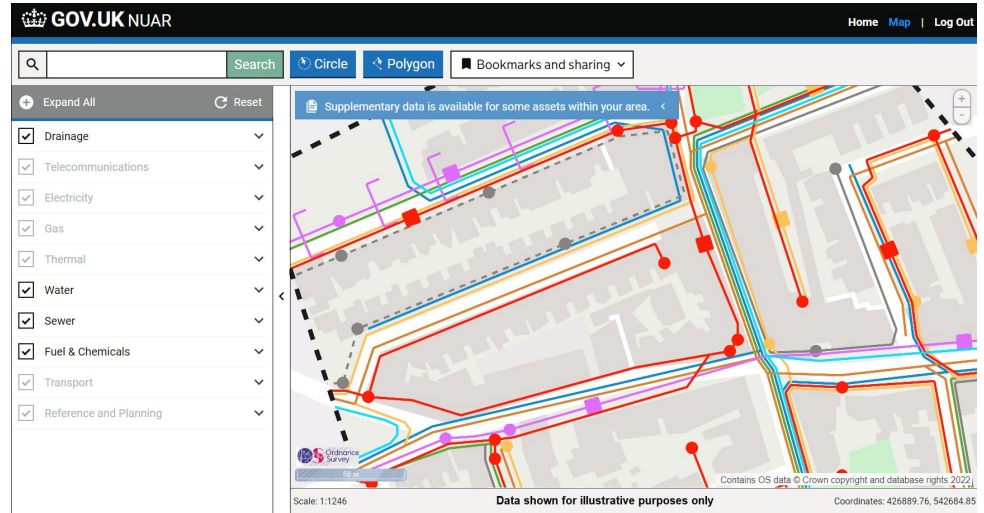 GOV.UK NUAR
Home Map | Log Out
Search Circle Polygon Bookmarks and sharing
Expand All Reset
Supplementary data is available for some assets within your area.
Drainage
Telecommunications
Electricity
Gas
Thermal
Water
Sewer
Fuel & Chemicals
Transport
Reference and Planning
Ordnance
Survey
50 m
Contains OS data © Crown copyright and database rights 2022
Scale: 1:1246 Data shown for illustrative purposes only Coordinates: 426889.76, 542684.85